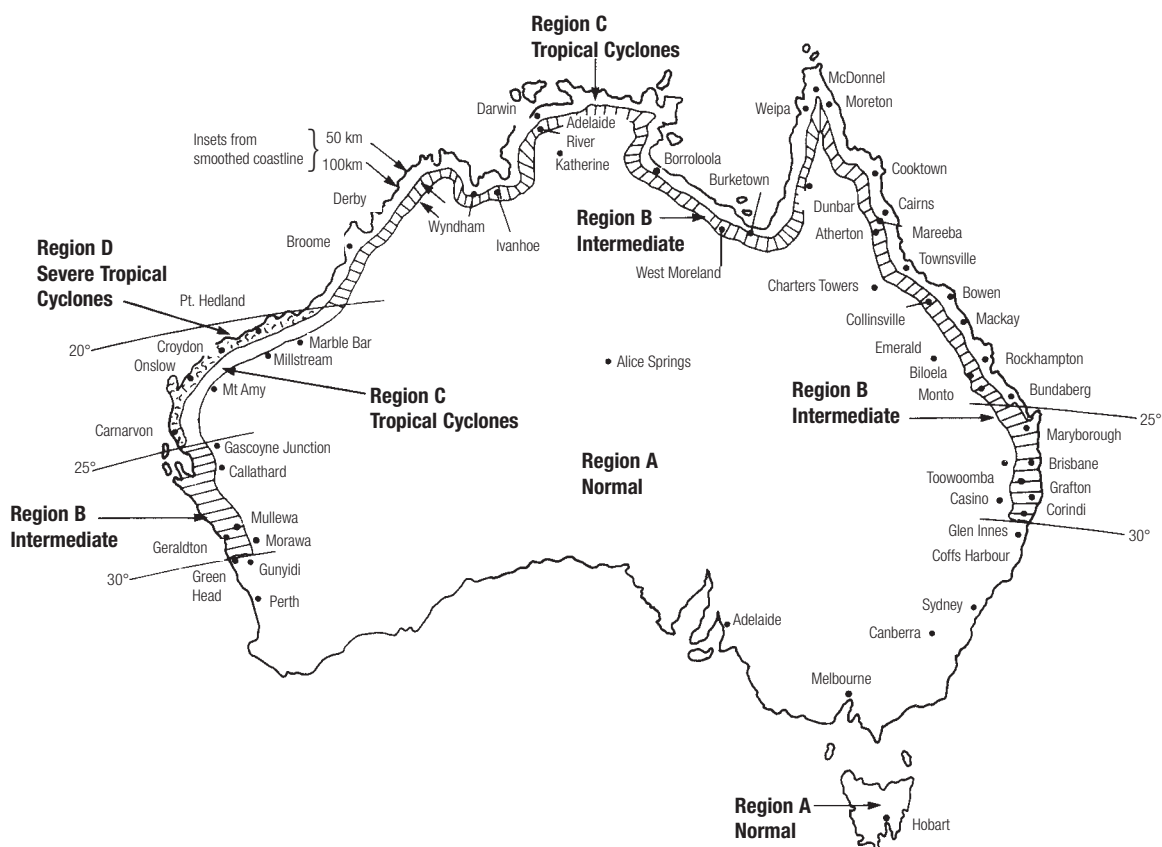 Region C
Tropical Cyclones
McDonnel
Moreton
Weipa
Darwin
Adelaide
River
Katherine
Insets from
smoothed coastline
50 km
100km
Borroloola
Burketown
Cooktown
Derby
Dunbar
Cairns
Wyndham
Ivanhoe
Region B
Intermediate
Atherton
Mareeba
Broome
West Moreland
Townsville
Region D
Severe Tropical
Cyclones
Charters Towers
Bowen
Pt. Hedland
Collinsville
Mackay
20°
Croydon
Marble Bar
Millstream
Onslow
Alice Springs
Emerald
Biloela
Rockhampton
Mt Amy
Region C
Tropical Cyclones
Region B
Intermediate
Monto
Bundaberg
25°
Carnarvon
Maryborough
Gascoyne Junction
25°
Callathard
Region A
Normal
Toowoomba
Brisbane
Casino
Grafton
Region B
Intermediate
Mullewa
Corindi
Geraldton
Morawa
Glen Innes
30°
Coffs Harbour
30°
Green
Head
Gunyidi
Perth
Sydney
Adelaide
Canberra
Melbourne
Region A
Normal
Hobart